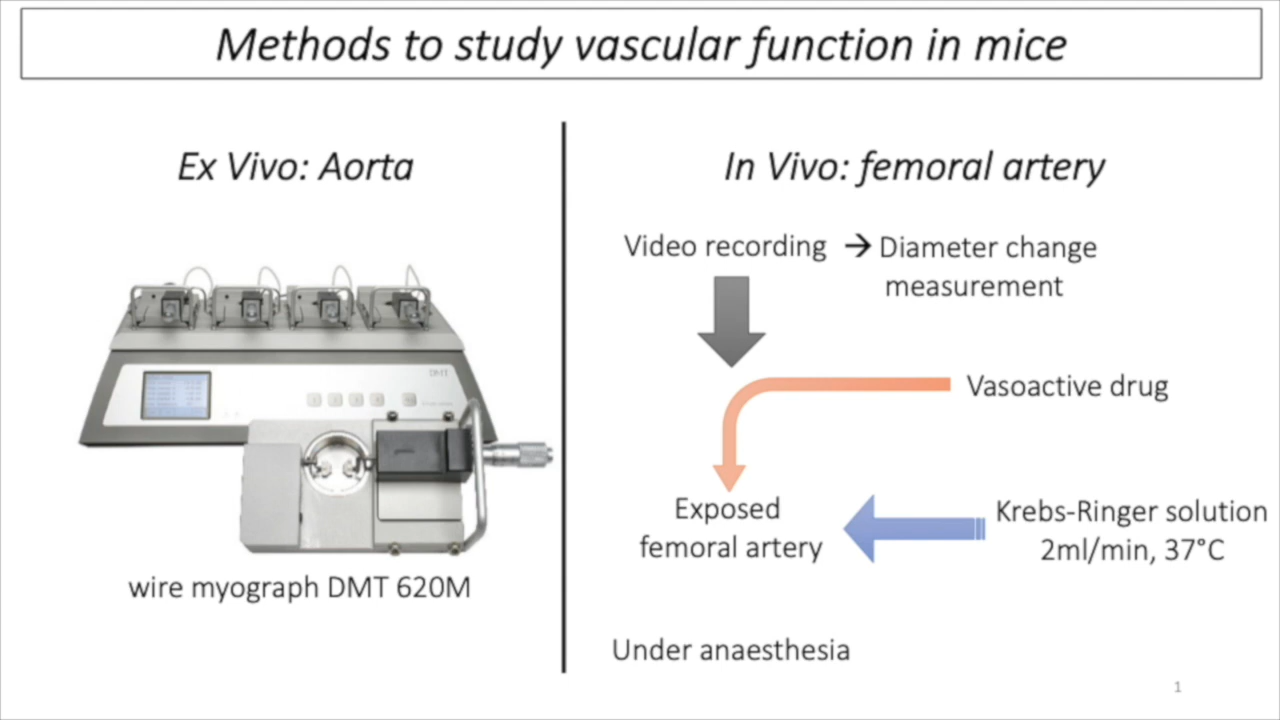 Methods to study vascular function in mice
Ex Vivo: Aorta
DMT
wire myograph DMT 620M
In Vivo: femoral artery
Video recording → Diameter change
measurement
Vasoactive drug
Exposed
femoral artery
Krebs-Ringer solution
2ml/min, 37°C
Under anaesthesia
1